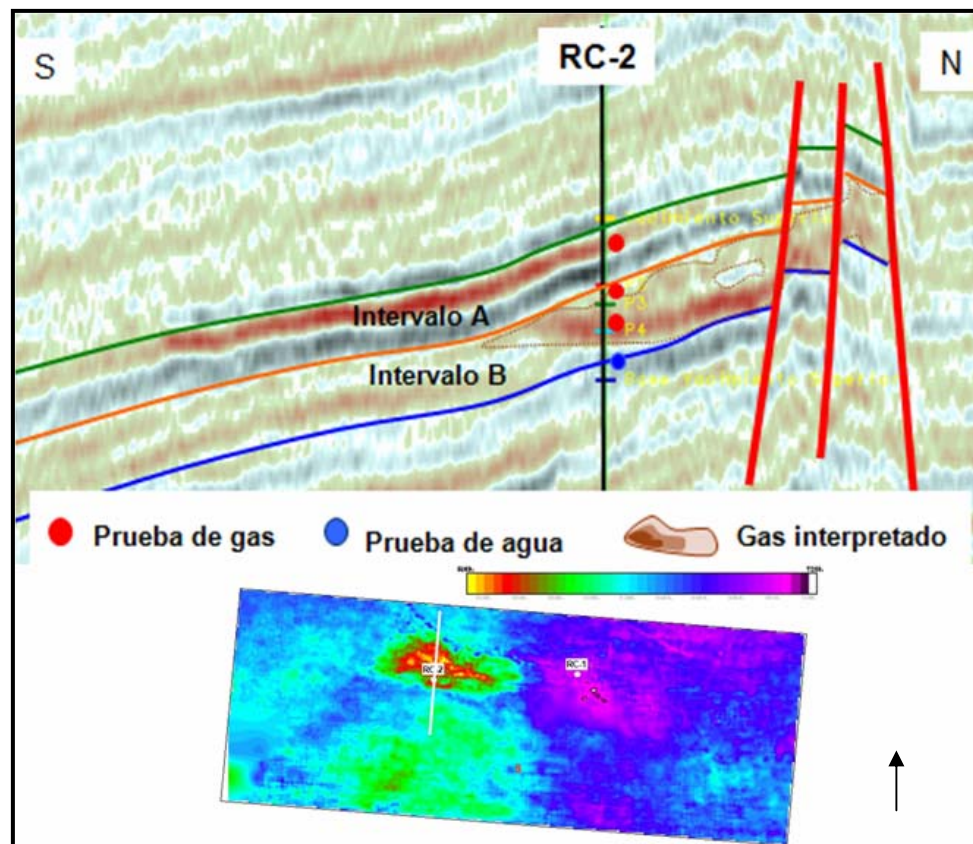 S
RC-2
N
P3
Intervalo A
P4
Intervalo B
Prueba de gas
Prueba de agua
Gas interpretado
RC-2
RC-1